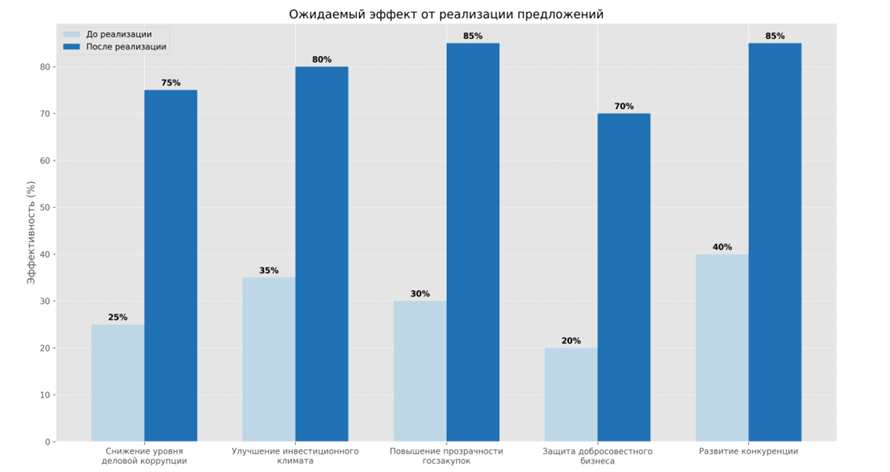 Ожидаемый эффект от реализации предложений
До реализации
После реализации
Эффективность (%)
80
70
60
50
40
30
20
10
0
25%
75%
35%
80%
30%
85%
20%
70%
40%
85%
Снижение уровня
деловой коррупции
Улучшение инвестиционного
климата
Повышение прозрачности
госзакупок
Защита добросовестного
бизнеса
Развитие конкуренции